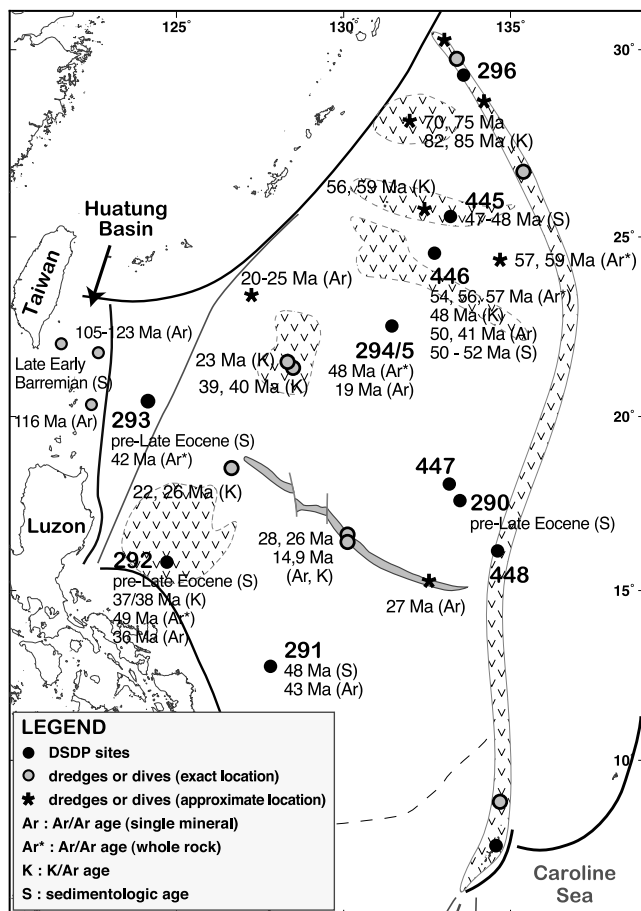 125°
130°
135°
30°
296
70, 75 Ma
82, 85 Ma (K)
56, 59 Ma (K)
445
47-48 Ma (S)
Huatung
Basin
25°
57, 59 Ma (Ar*)
Taiwan
446
20-25 Ma (Ar)
54, 56, 57 Ma (Ar*)
48 Ma (K)
50, 41 Ma (Ar)
50 - 52 Ma (S)
105-123 Ma (Ar)
294/5
48 Ma (Ar*)
19 Ma (Ar)
Late Early
Barremian (S)
23 Ma (K)
39, 40 Ma (K)
20°
116 Ma (Ar)
293
pre-Late Eocene (S)
42 Ma (Ar*)
447
290
pre-Late Eocene (S)
22, 26 Ma (K)
Luzon
28, 26 Ma
14,9 Ma
(Ar, K)
292
pre-Late Eocene (S)
37/38 Ma (K)
49 Ma (Ar*)
36 Ma (Ar)
448
15°
27 Ma (Ar)
291
48 Ma (S)
43 Ma (Ar)
LEGEND
DSDP sites
dredges or dives (exact location)
dredges or dives (approximate location)
Ar : Ar/Ar age (single mineral)
Ar* : Ar/Ar age (whole rock)
K : K/Ar age
S : sedimentologic age
10°
Caroline
Sea